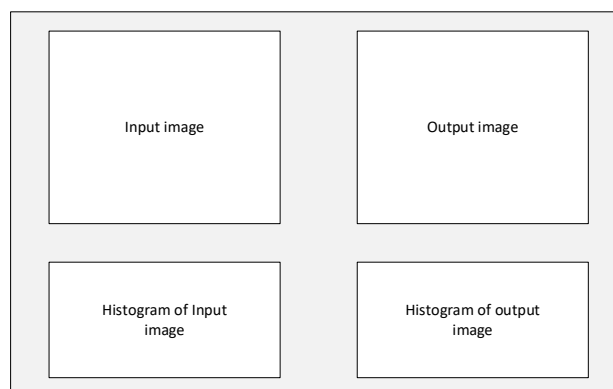 Input image
Output image
Histogram of Input
image
Histogram of output
image